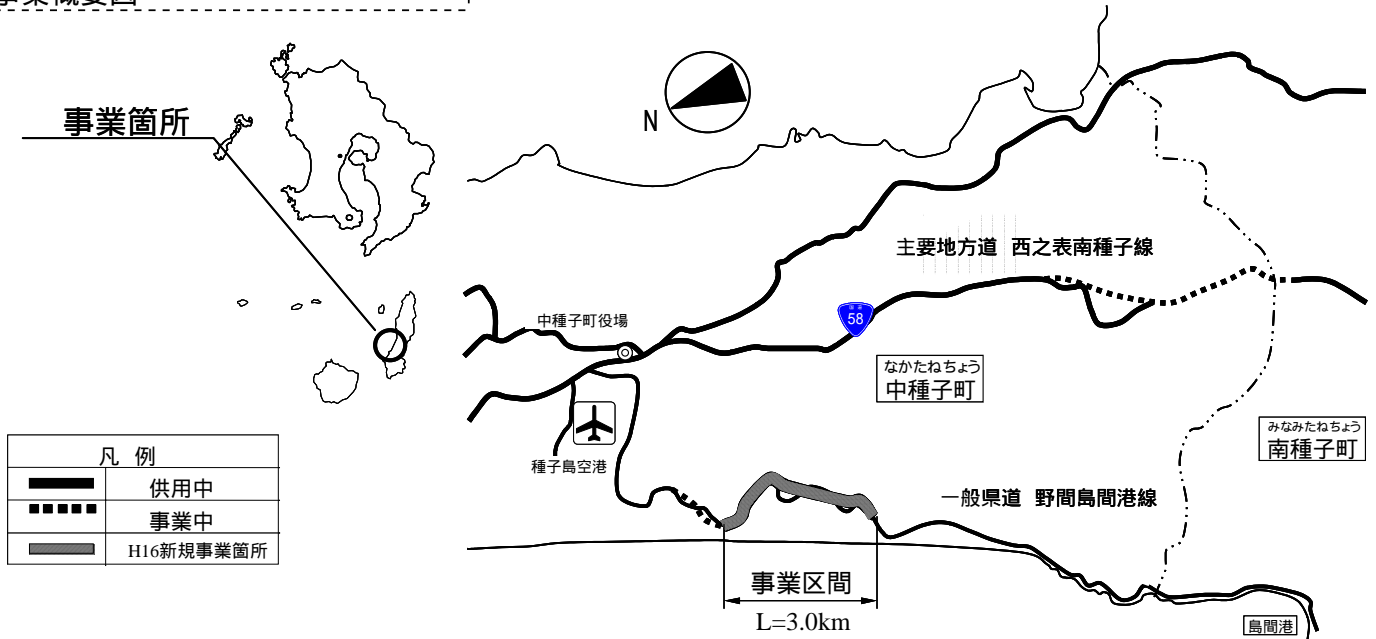 事業概要図
事業箇所
N
主要地方道 西之表南種子線
中種子町役場
58
なかたねちょう
中種子町
みなみたねちょう
南種子町
種子島空港
凡 例
供用中
事業中
H16新規事業箇所
一般県道 野間島間港線
事業区間
L=3.0km
島間港